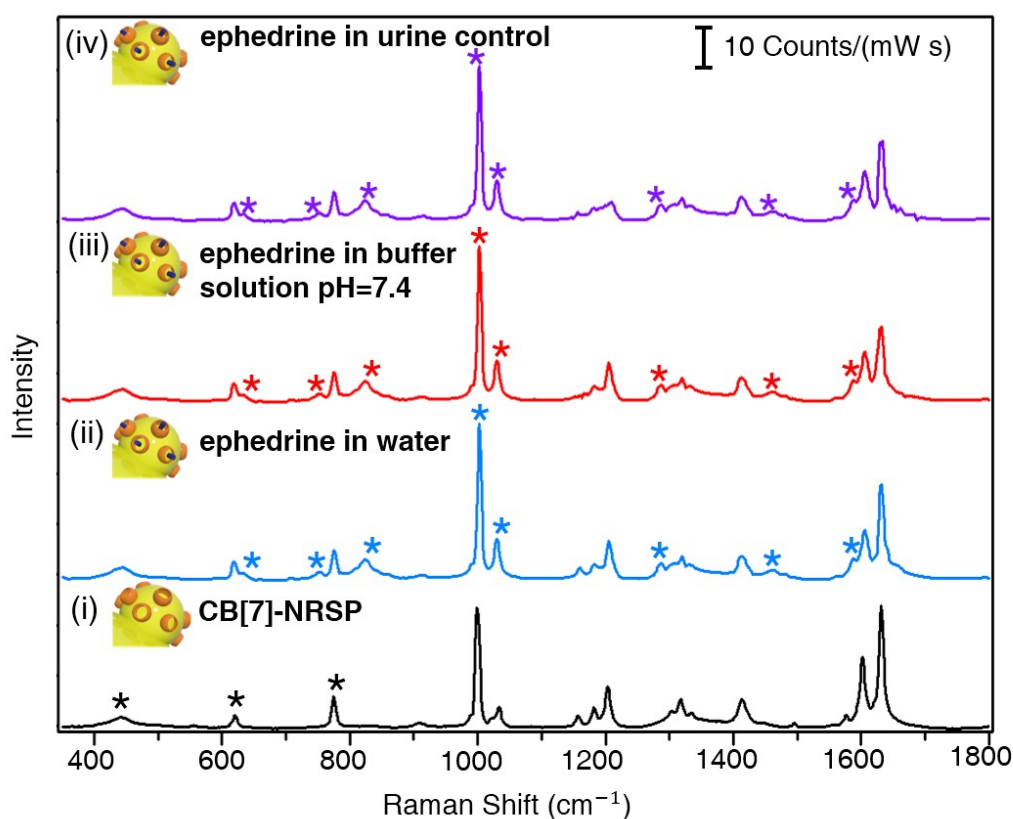 (iv) ephedrine in urine control
10 Counts/(mW s)
(iii) ephedrine in buffer
solution pH=7.4
(ii) ephedrine in water
(i) CB[7]-NRSP
Intensity
400 600 800 1000 1200 1400 1600 1800
Raman Shift (cm⁻¹)